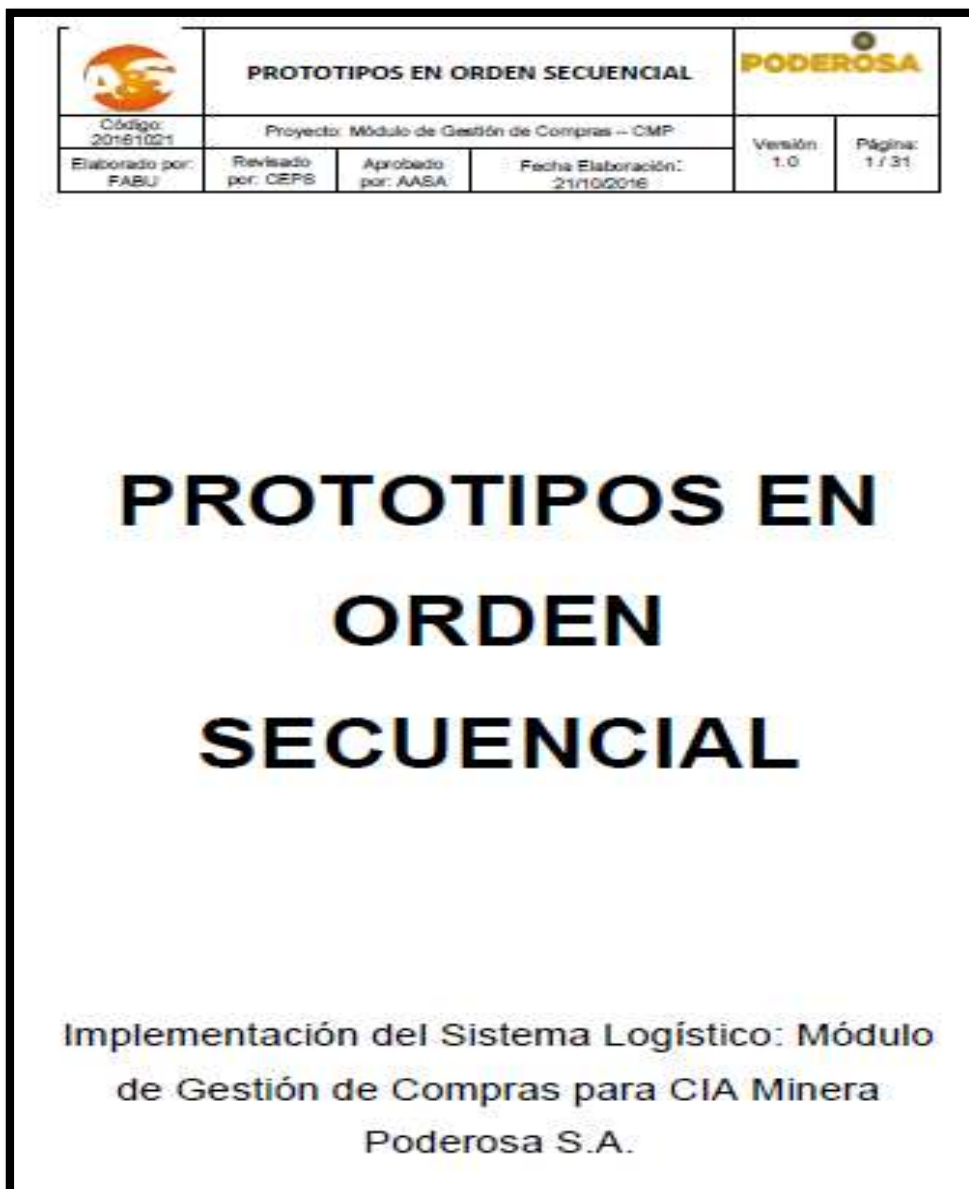 A&S
PROTOTIPOS EN ORDEN SECUENCIAL
PODEROSA
Código:
20161021
Proyecto: Módulo de Gestión de Compras – CMP
Versión
1.0
Página:
1 / 31
Elaborado por:
FABU
Revisado
por: CEPS
Aprobado
por: AASA
Fecha Elaboración:
21/10/2016
PROTOTIPOS EN
ORDEN
SECUENCIAL
Implementación del Sistema Logístico: Módulo
de Gestión de Compras para CIA Minera
Poderosa S.A.